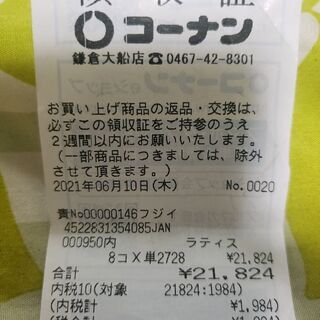 領収証
コーナン
鎌倉大船店 ☎0467-42-8301
お買い上げ商品の返品・交換は、
必ずこの領収証をご持参のうえ
2週間以内にお願いいたします。
(一部商品につきましては、除外
させて頂きます。)
2021年06月10日(木) No.0020
責No00000146フジイ
4522831354085JAN
000950内 ラティス
8コX単2728 ¥21,824
合計 ¥21,824
内税10(対象 21824:1984)
(内税計 ¥1,984)